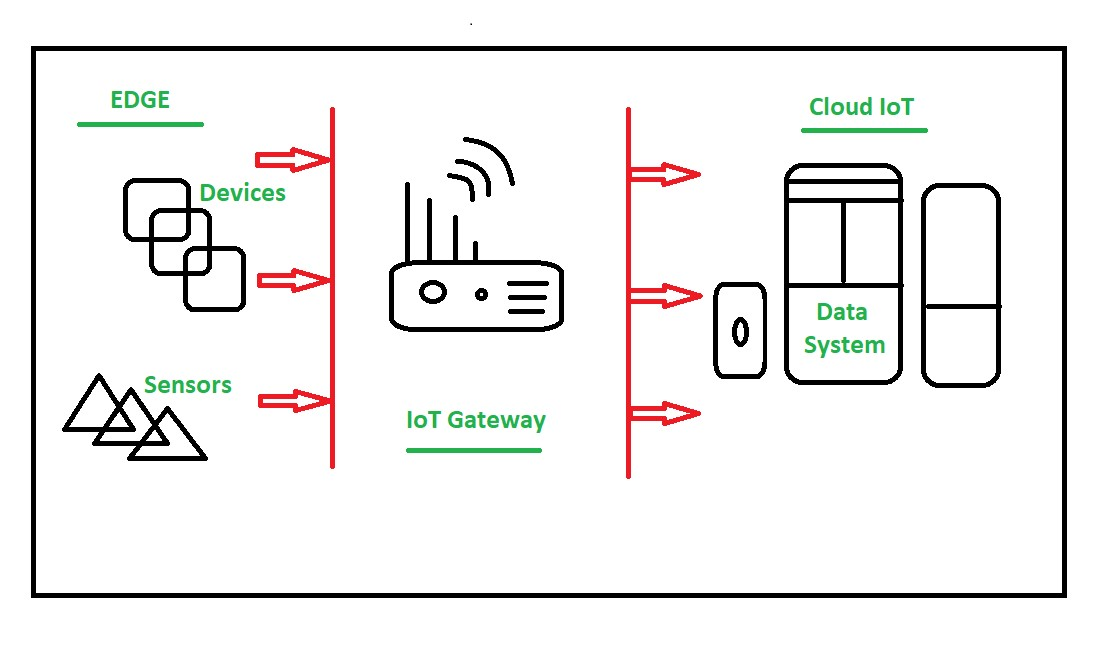 EDGE
Devices
Sensors
IoT Gateway
Cloud IoT
Data
System